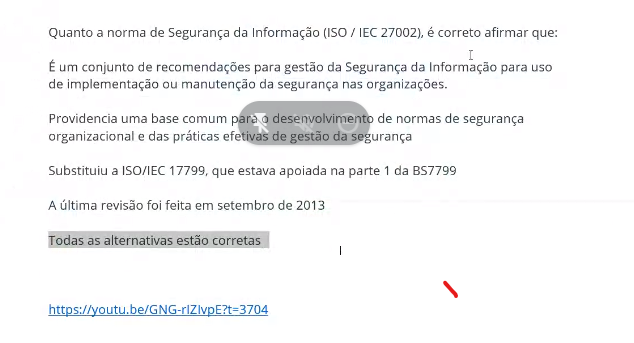 Quanto a norma de Segurança da Informação (ISO / IEC 27002), é correto afirmar que:
É um conjunto de recomendações para gestão da Segurança da Informação para uso
de implementação ou manutenção da segurança nas organizações.
Providencia uma base comum para o desenvolvimento de normas de segurança
organizacional e das práticas efetivas de gestão da segurança
Substituiu a ISO/IEC 17799, que estava apoiada na parte 1 da BS7799
A última revisão foi feita em setembro de 2013
Todas as alternativas estão corretas
https://youtu.be/GNG-rIZIvpE?t=3704